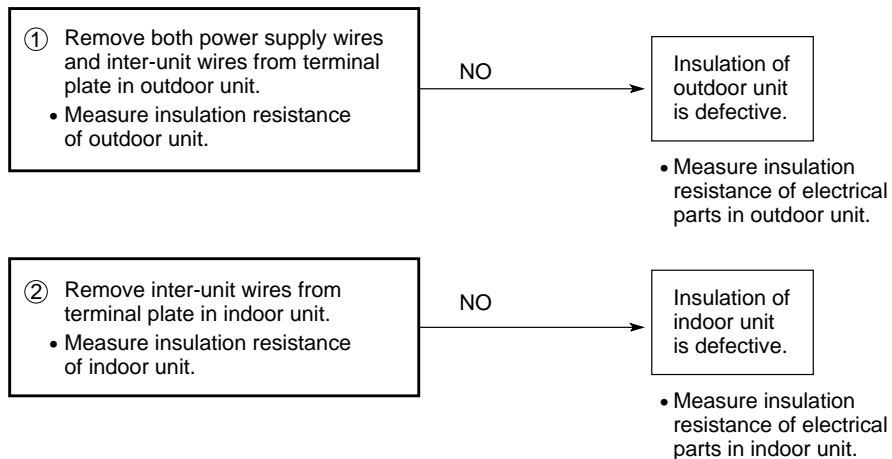 ① Remove both power supply wires
and inter-unit wires from terminal
plate in outdoor unit.
• Measure insulation resistance
of outdoor unit.
NO
Insulation of
outdoor unit
is defective.
• Measure insulation
resistance of electrical
parts in outdoor unit.
② Remove inter-unit wires from
terminal plate in indoor unit.
• Measure insulation resistance
of indoor unit.
NO
Insulation of
indoor unit
is defective.
• Measure insulation
resistance of electrical
parts in indoor unit.